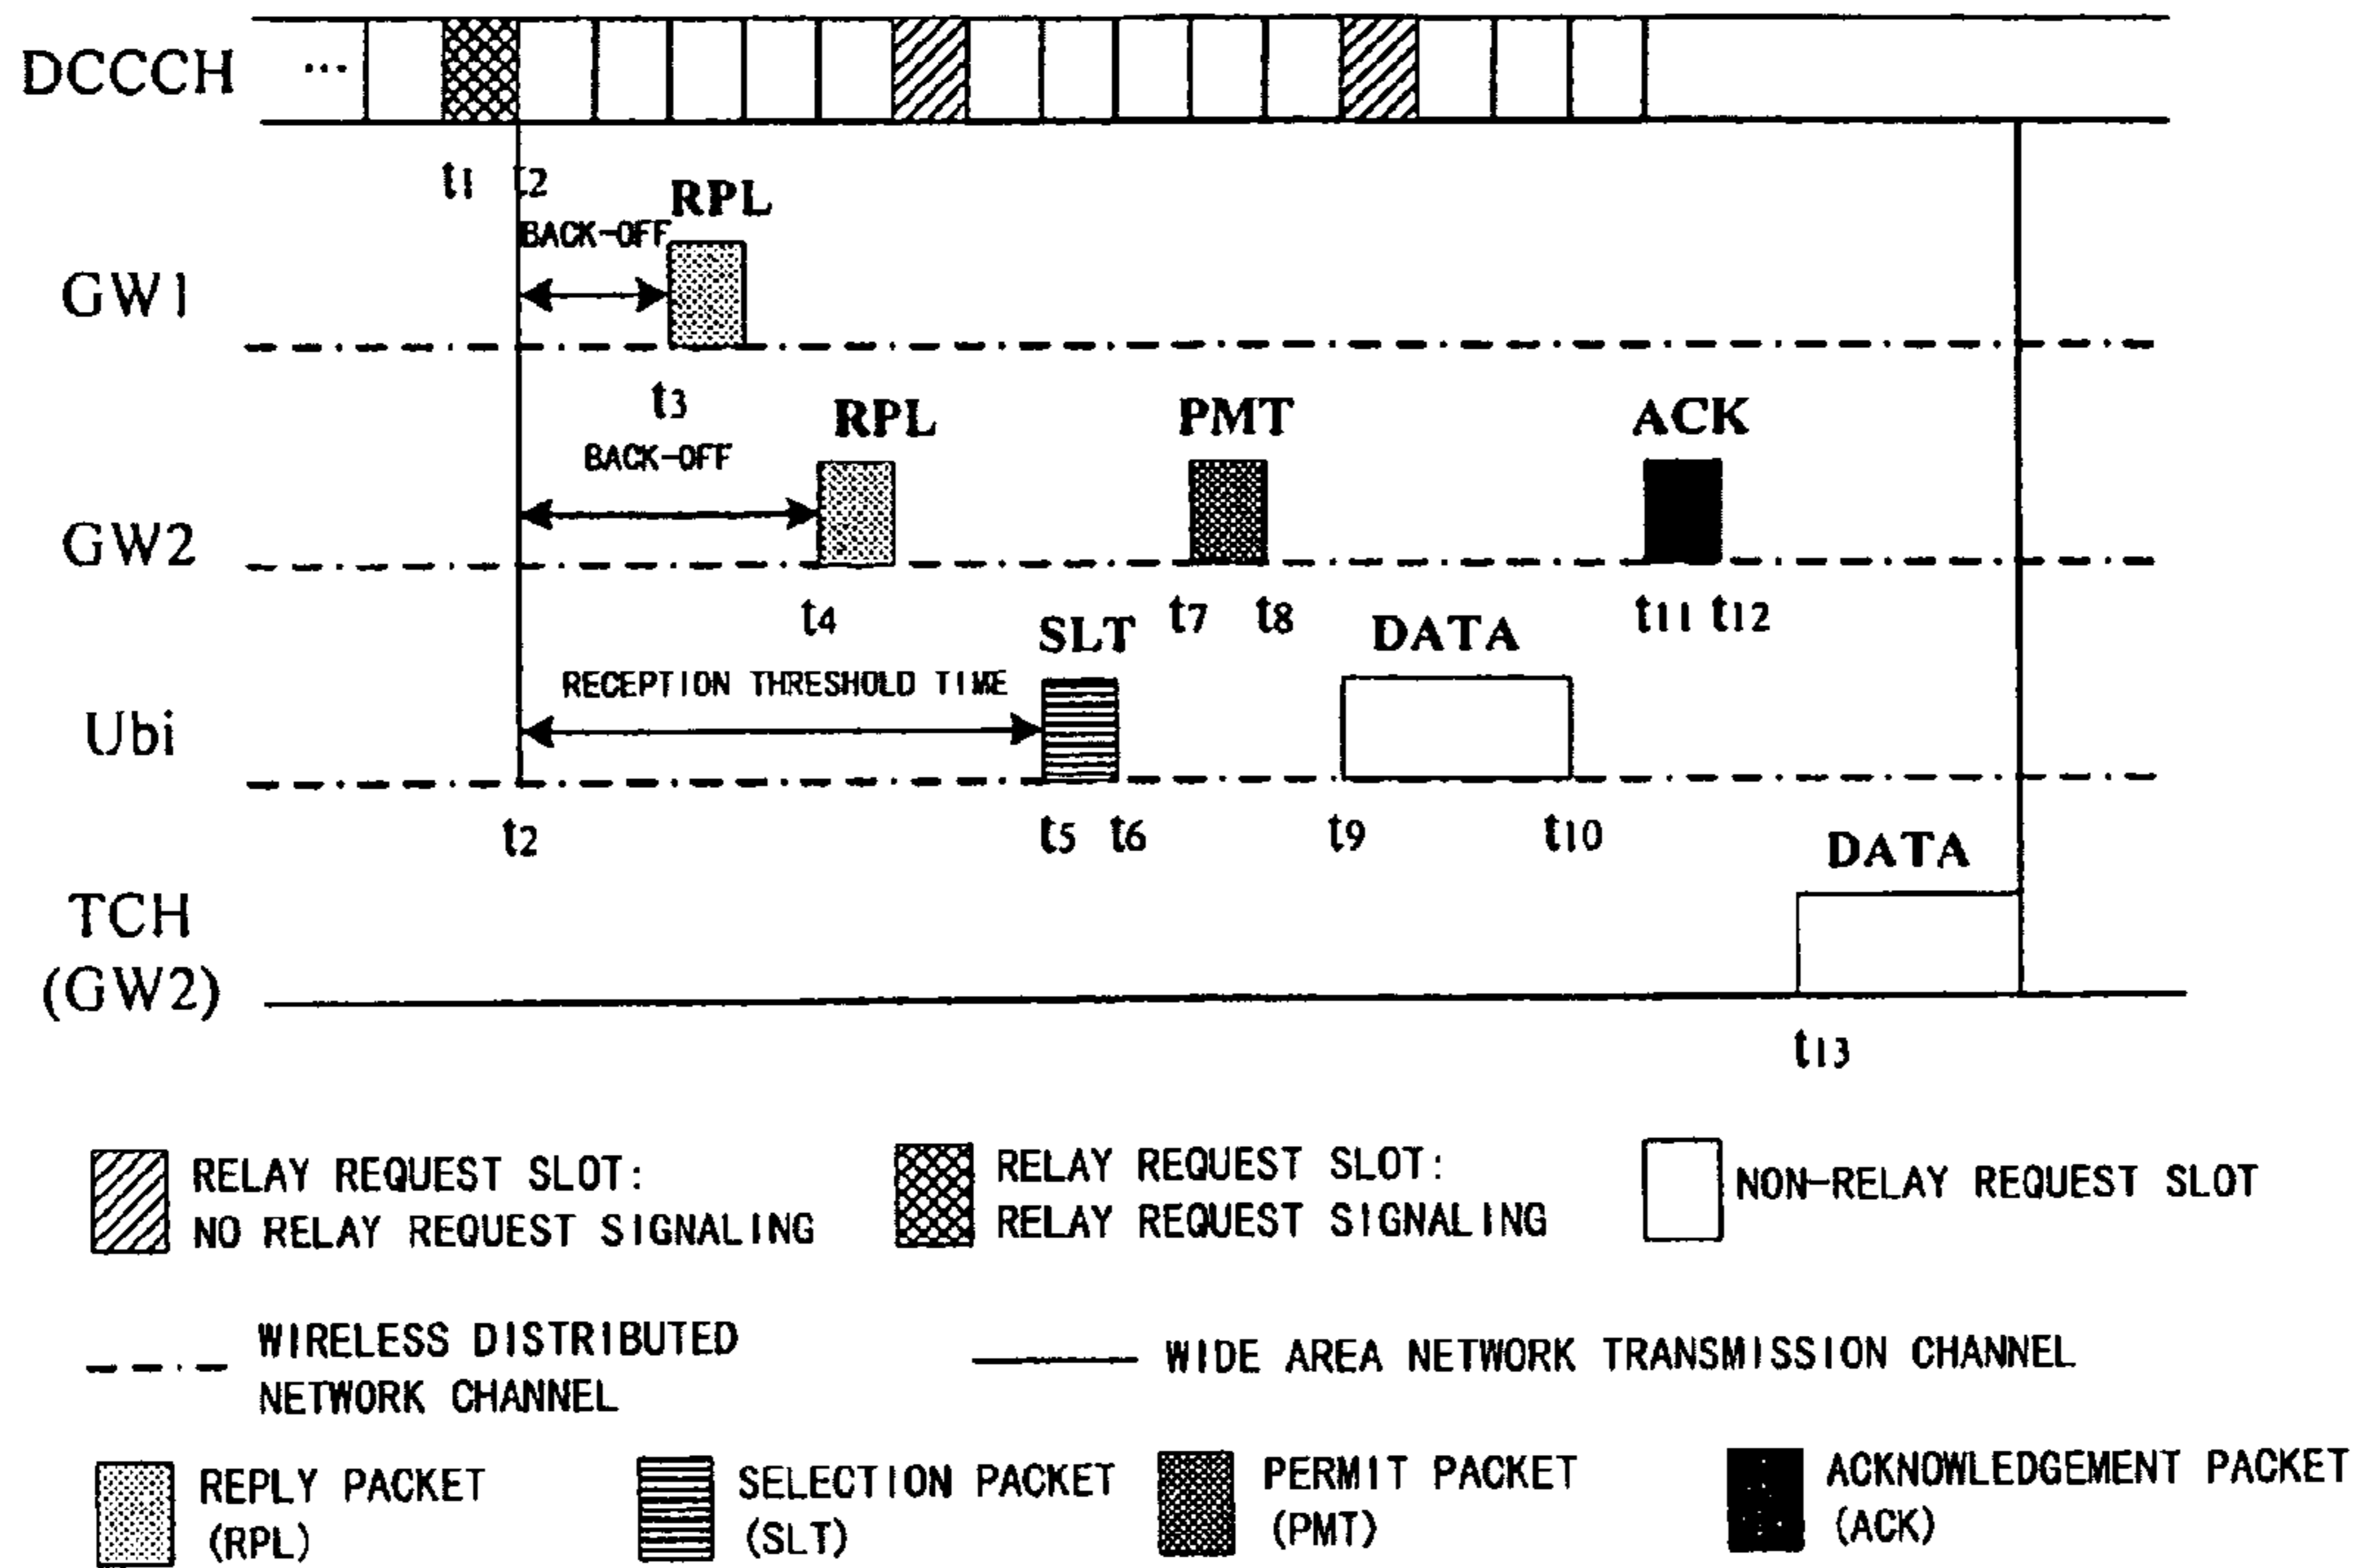 DCCCH ...
t1 t2
RPL
BACK-OFF
GW1
t3
RPL PMT ACK
BACK-OFF
GW2
t4 t7 t8 t11 t12
SLT DATA
RECEPTION THRESHOLD TIME
Ubi
t2 t5 t6 t9 t10
DATA
TCH
(GW2)
t13
RELAY REQUEST SLOT:
NO RELAY REQUEST SIGNALING
RELAY REQUEST SLOT:
RELAY REQUEST SIGNALING
NON-RELAY REQUEST SLOT
WIRELESS DISTRIBUTED
NETWORK CHANNEL
WIDE AREA NETWORK TRANSMISSION CHANNEL
REPLY PACKET
(RPL)
SELECTION PACKET
(SLT)
PERMIT PACKET
(PMT)
ACKNOWLEDGEMENT PACKET
(ACK)